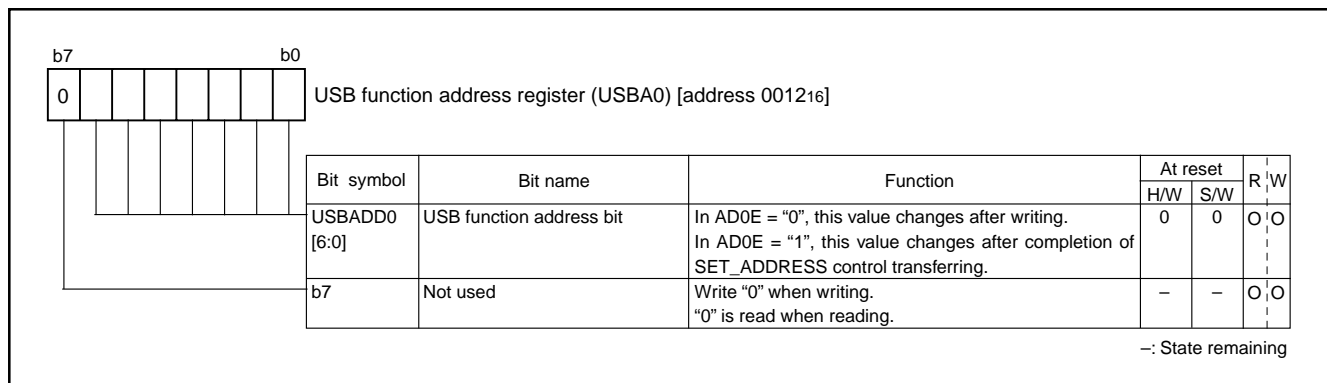 b7 b0
0 USB function address register (USBA0) [address 001216]
Bit symbol Bit name Function At reset R W
H/W S/W
USBADD0 USB function address bit In AD0E = “0”, this value changes after writing. 0 0 O O
[6:0] In AD0E = “1”, this value changes after completion of
SET_ADDRESS control transferring.
b7 Not used Write “0” when writing. – – O O
“0” is read when reading.
–: State remaining